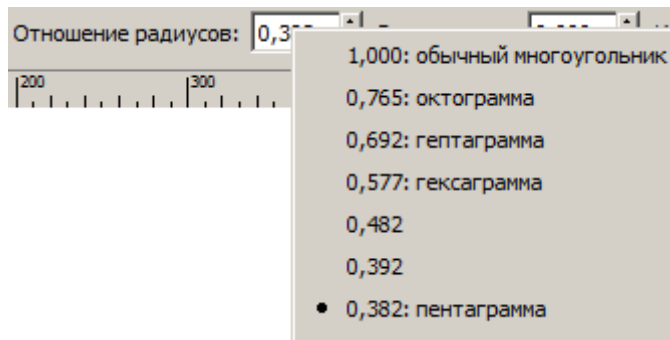 Отношение радиусов:
1,000: обычный многоугольник
200 300
0,765: октограмма
0,692: гептаграмма
0,577: гексаграмма
0,482
0,392
0,382: пентаграмма